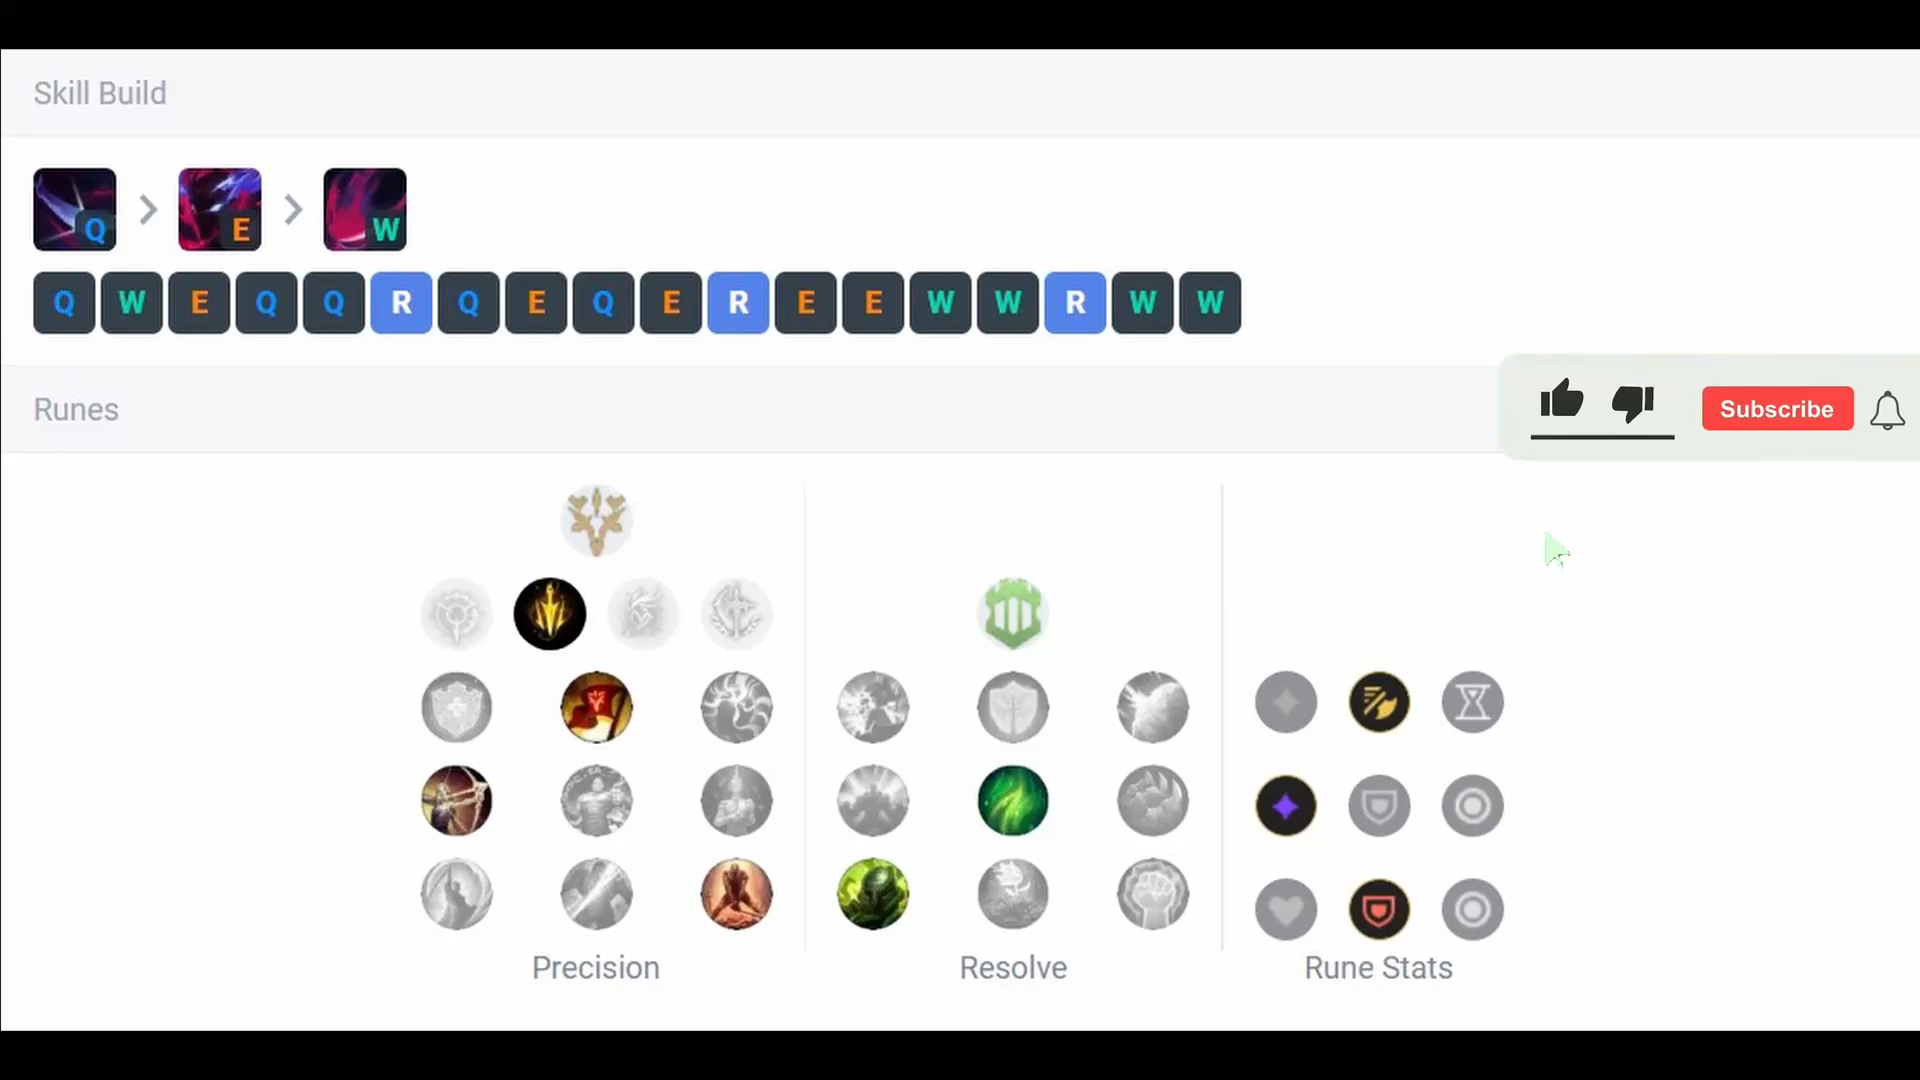 Skill Build
Q E W
Q W E Q Q R Q E Q E R E E W W R W W
Runes
Subscribe
Precision Resolve Rune Stats